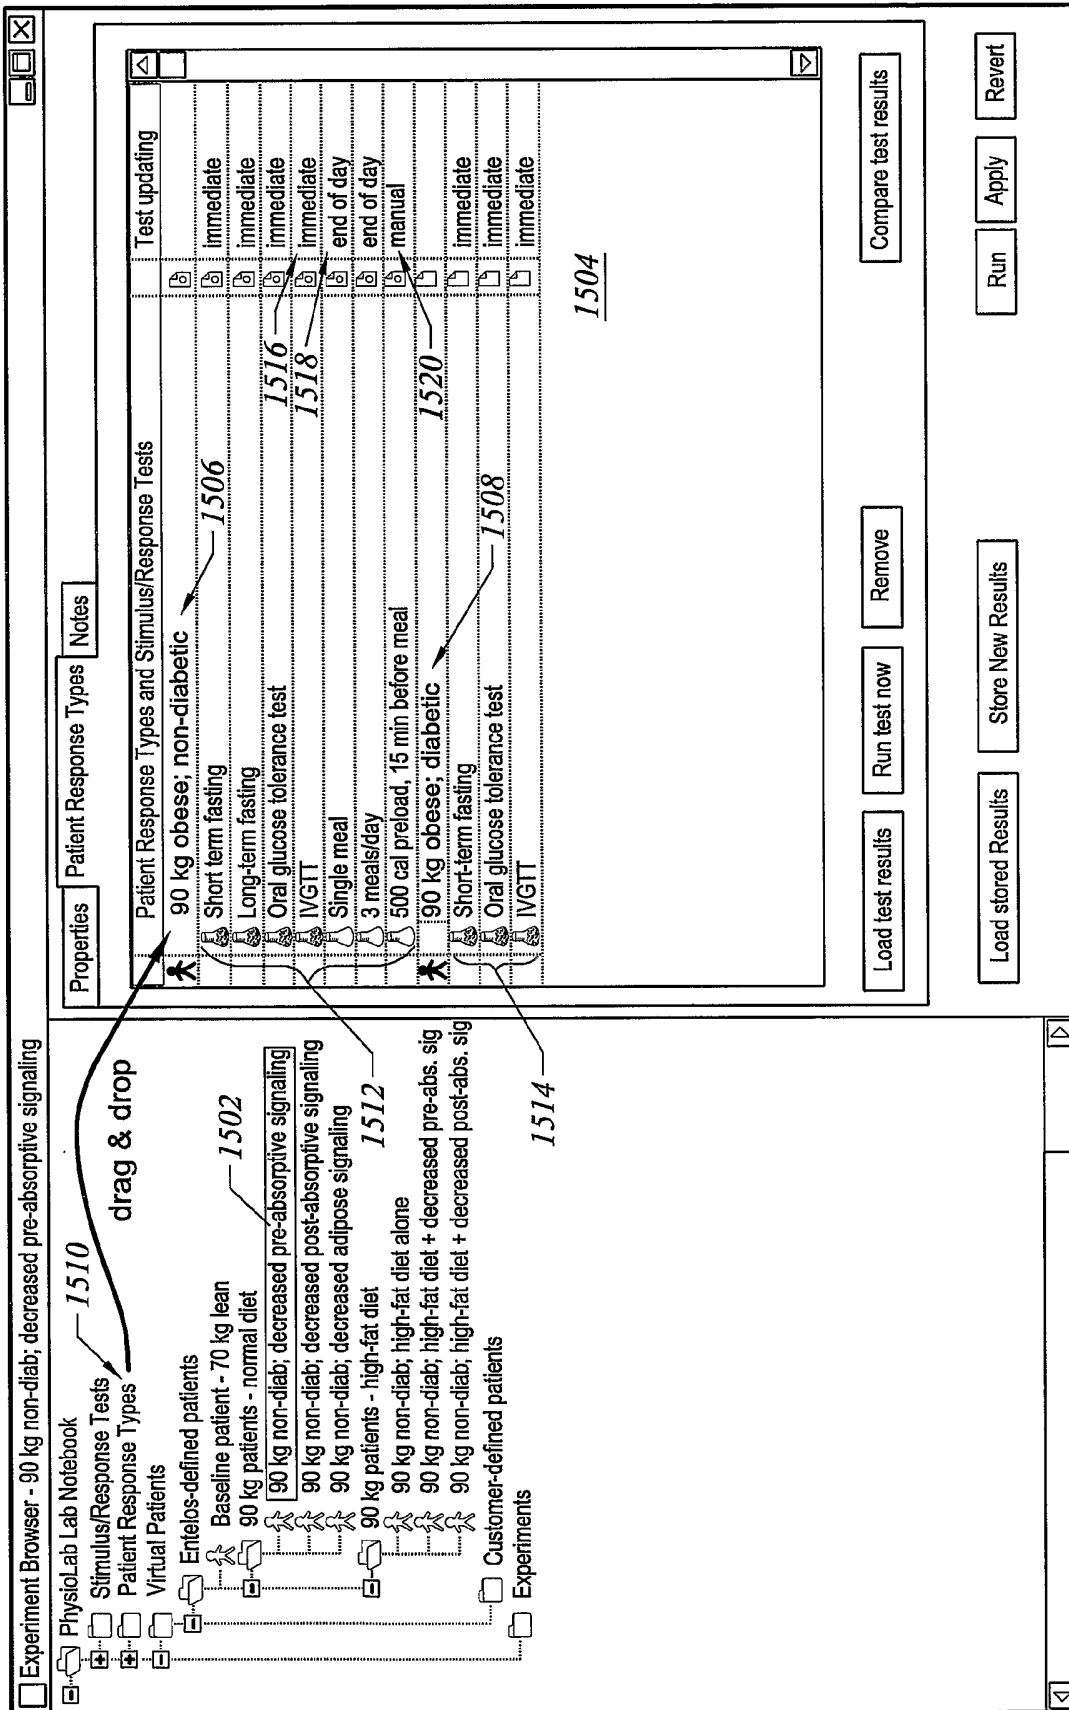 Experiment Browser - 90 kg non-diab; decreased pre-absorptive signaling
PhysioLab Lab Notebook
Stimulus/Response Tests
Patient Response Types
Virtual Patients
Entelos-defined patients
Baseline patient - 70 kg lean
90 kg patients - normal diet
90 kg non-diab; decreased pre-absorptive signaling
90 kg non-diab; decreased post-absorptive signaling
90 kg non-diab; decreased adipose signaling
90 kg patients - high-fat diet
90 kg non-diab; high-fat diet alone
90 kg non-diab; high-fat diet + decreased pre-abs. sig
90 kg non-diab; high-fat diet + decreased post-abs. sig
Customer-defined patients
Experiments
1510
drag & drop
1502
1512
1514
Properties
Patient Response Types
Notes
Patient Response Types and Stimulus/Response Tests
Test updating
90 kg obese; non-diabetic
Short term fasting immediate
Long-term fasting immediate
Oral glucose tolerance test immediate
IVGTT immediate
Single meal end of day
3 meals/day end of day
500 cal preload, 15 min before meal manual
90 kg obese; diabetic
Short-term fasting immediate
Oral glucose tolerance test immediate
IVGTT immediate
1506
1516
1518
1520
1508
1504
Load test results
Run test now
Remove
Compare test results
Load stored Results
Store New Results
Run
Apply
Revert